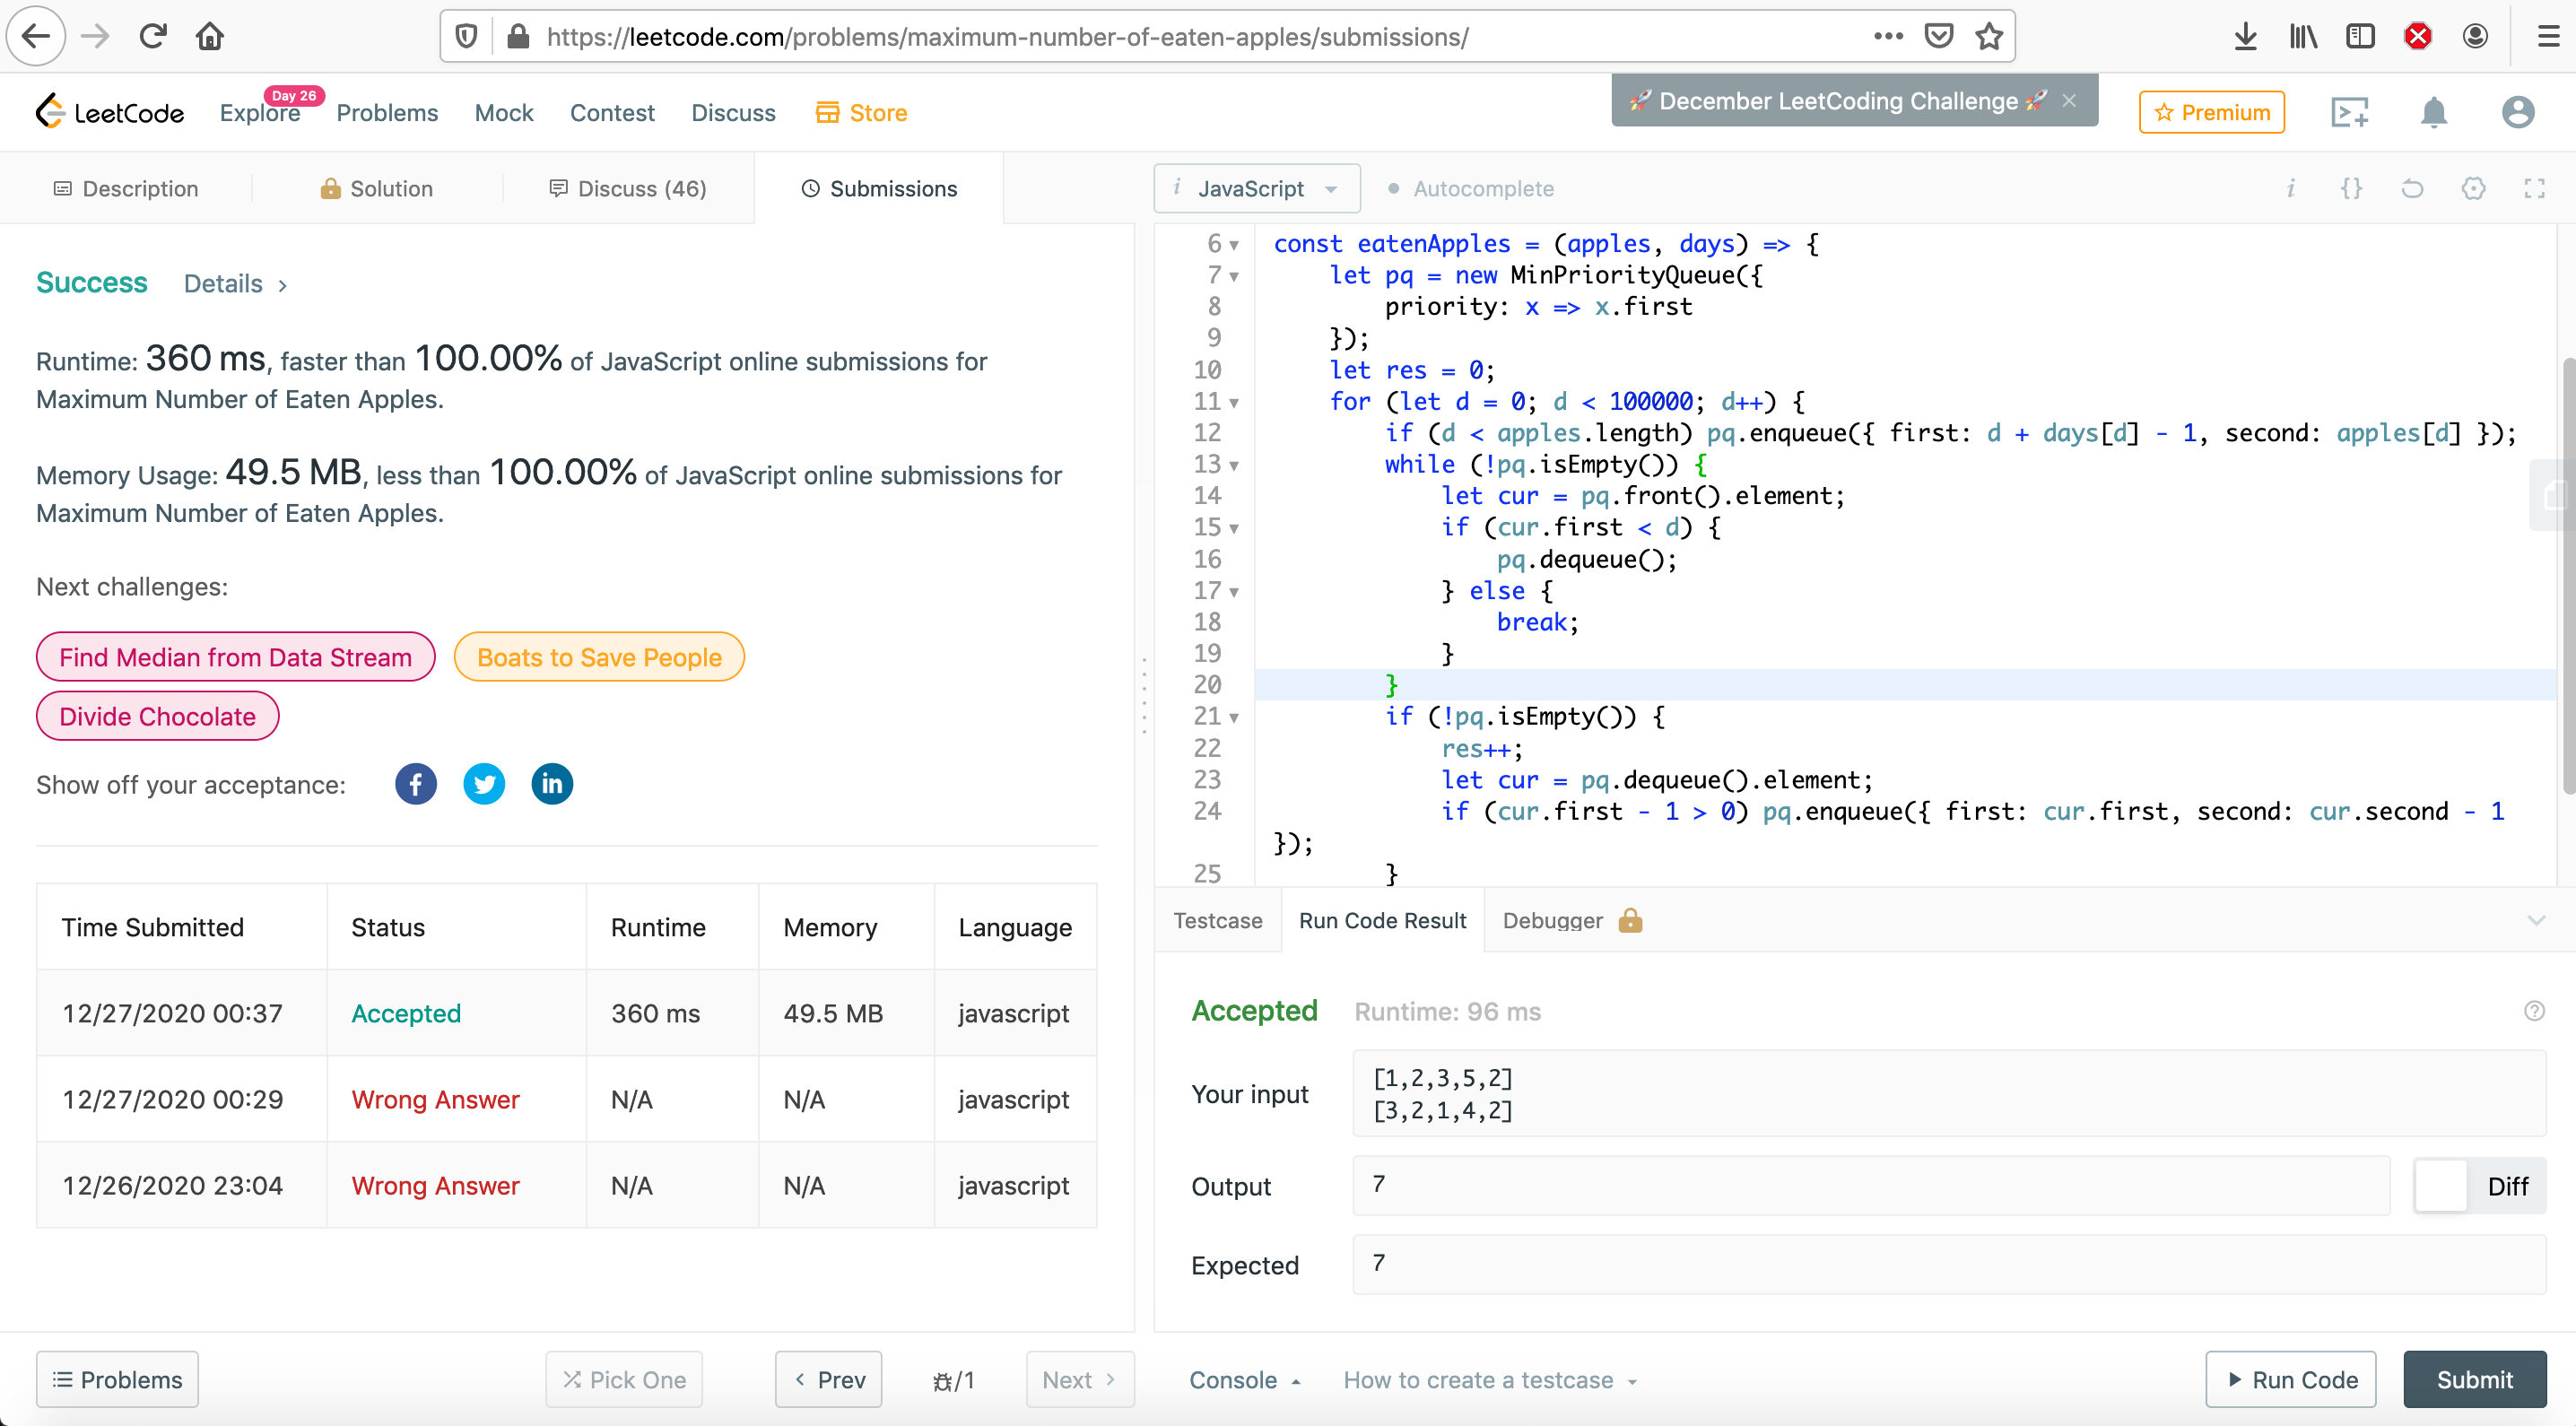 https://leetcode.com/problems/maximum-number-of-eaten-apples/submissions/
LeetCode
Explore
Day 26
Problems
Mock
Contest
Discuss
Store
🚀 December LeetCoding Challenge 🚀 ×
Premium
Description
Solution
Discuss (46)
Submissions
i JavaScript
Autocomplete
Success Details >
Runtime: 360 ms, faster than 100.00% of JavaScript online submissions for
Maximum Number of Eaten Apples.
Memory Usage: 49.5 MB, less than 100.00% of JavaScript online submissions for
Maximum Number of Eaten Apples.
Next challenges:
Find Median from Data Stream
Boats to Save People
Divide Chocolate
Show off your acceptance:
Time Submitted Status Runtime Memory Language
12/27/2020 00:37 Accepted 360 ms 49.5 MB javascript
12/27/2020 00:29 Wrong Answer N/A N/A javascript
12/26/2020 23:04 Wrong Answer N/A N/A javascript
6 const eatenApples = (apples, days) => {
7 let pq = new MinPriorityQueue({
8 priority: x => x.first
9 });
10 let res = 0;
11 for (let d = 0; d < 100000; d++) {
12 if (d < apples.length) pq.enqueue({ first: d + days[d] - 1, second: apples[d] });
13 while (!pq.isEmpty()) {
14 let cur = pq.front().element;
15 if (cur.first < d) {
16 pq.dequeue();
17 } else {
18 break;
19 }
20 }
21 if (!pq.isEmpty()) {
22 res++;
23 let cur = pq.dequeue().element;
24 if (cur.first - 1 > 0) pq.enqueue({ first: cur.first, second: cur.second - 1
});
25 }
Testcase
Run Code Result
Debugger
Accepted Runtime: 96 ms
Your input
[1,2,3,5,2]
[3,2,1,4,2]
Output
7
Diff
Expected
7
Problems
Pick One
< Prev
/1
Next >
Console
How to create a testcase
Run Code
Submit